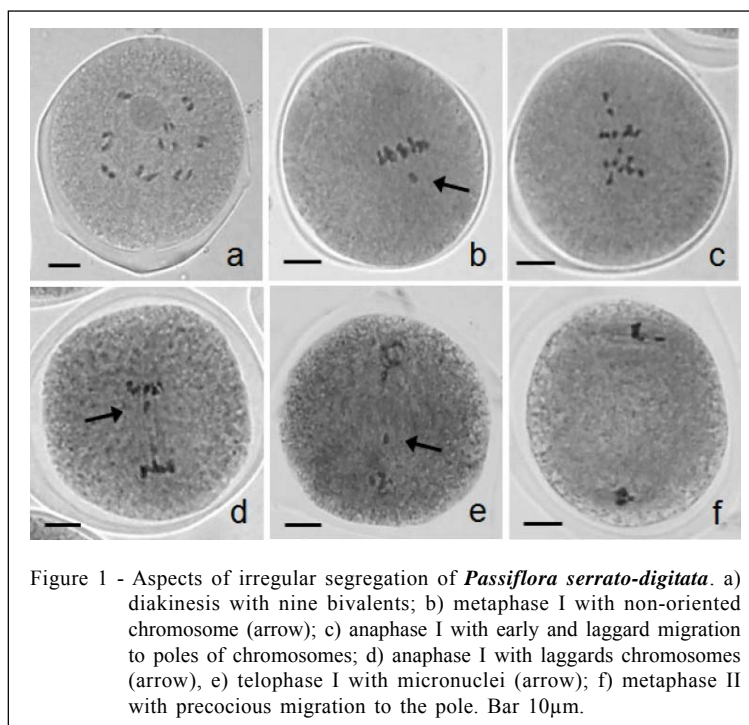 a
b
c
d
e
f
Figure 1 - Aspects of irregular segregation of Passiflora serrato-digitata. a)
diakinesis with nine bivalents; b) metaphase I with non-oriented
chromosome (arrow); c) anaphase I with early and laggard migration
to poles of chromosomes; d) anaphase I with laggards chromosomes
(arrow), e) telophase I with micronuclei (arrow); f) metaphase II
with precocious migration to the pole. Bar 10µm.